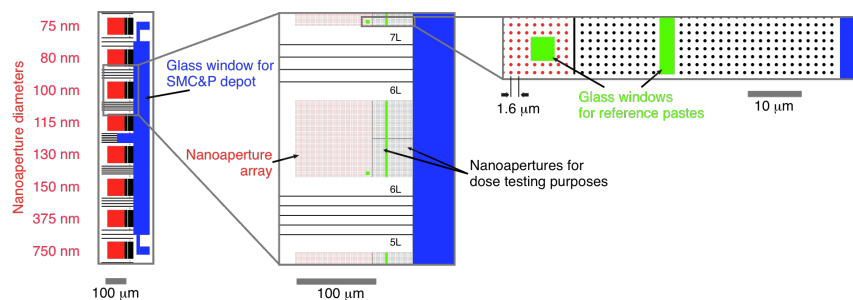 Nanoaperture diameters
75 nm
80 nm
100 nm
115 nm
130 nm
150 nm
375 nm
750 nm
100 μm
Glass window for
SMC&P depot
7L
6L
6L
5L
Nanoaperture
array
100 μm
Nanoapertures for
dose testing purposes
1.6 μm
Glass windows
for reference pastes
10 μm